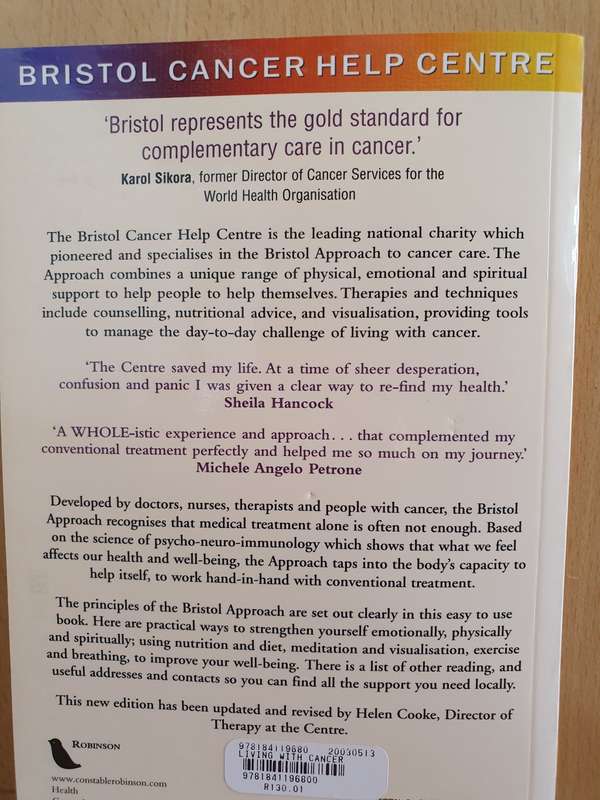 BRISTOL CANCER HELP CENTRE
‘Bristol represents the gold standard for
complementary care in cancer.’
Karol Sikora, former Director of Cancer Services for the
World Health Organisation
The Bristol Cancer Help Centre is the leading national charity which
pioneered and specialises in the Bristol Approach to cancer care. The
Approach combines a unique range of physical, emotional and spiritual
support to help people to help themselves. Therapies and techniques
include counselling, nutritional advice, and visualisation, providing tools
to manage the day-to-day challenge of living with cancer.
‘The Centre saved my life. At a time of sheer desperation,
confusion and panic I was given a clear way to re-find my health.’
Sheila Hancock
‘A WHOLE-istic experience and approach. . . that complemented my
conventional treatment perfectly and helped me so much on my journey.’
Michele Angelo Petrone
Developed by doctors, nurses, therapists and people with cancer, the Bristol
Approach recognises that medical treatment alone is often not enough. Based
on the science of psycho-neuro-immunology which shows that what we feel
affects our health and well-being, the Approach taps into the body's capacity to
help itself, to work hand-in-hand with conventional treatment.
The principles of the Bristol Approach are set out clearly in this easy to use
book. Here are practical ways to strengthen yourself emotionally, physically
and spiritually; using nutrition and diet, meditation and visualisation, exercise
and breathing, to improve your well-being. There is a list of other reading, and
useful addresses and contacts so you can find all the support you need locally.
This new edition has been updated and revised by Helen Cooke, Director of
Therapy at the Centre.
ROBINSON
www.constablerobinson.com
Health
978184119680 20030513
LIVING WITH CANCER
9781841196800
R130.01